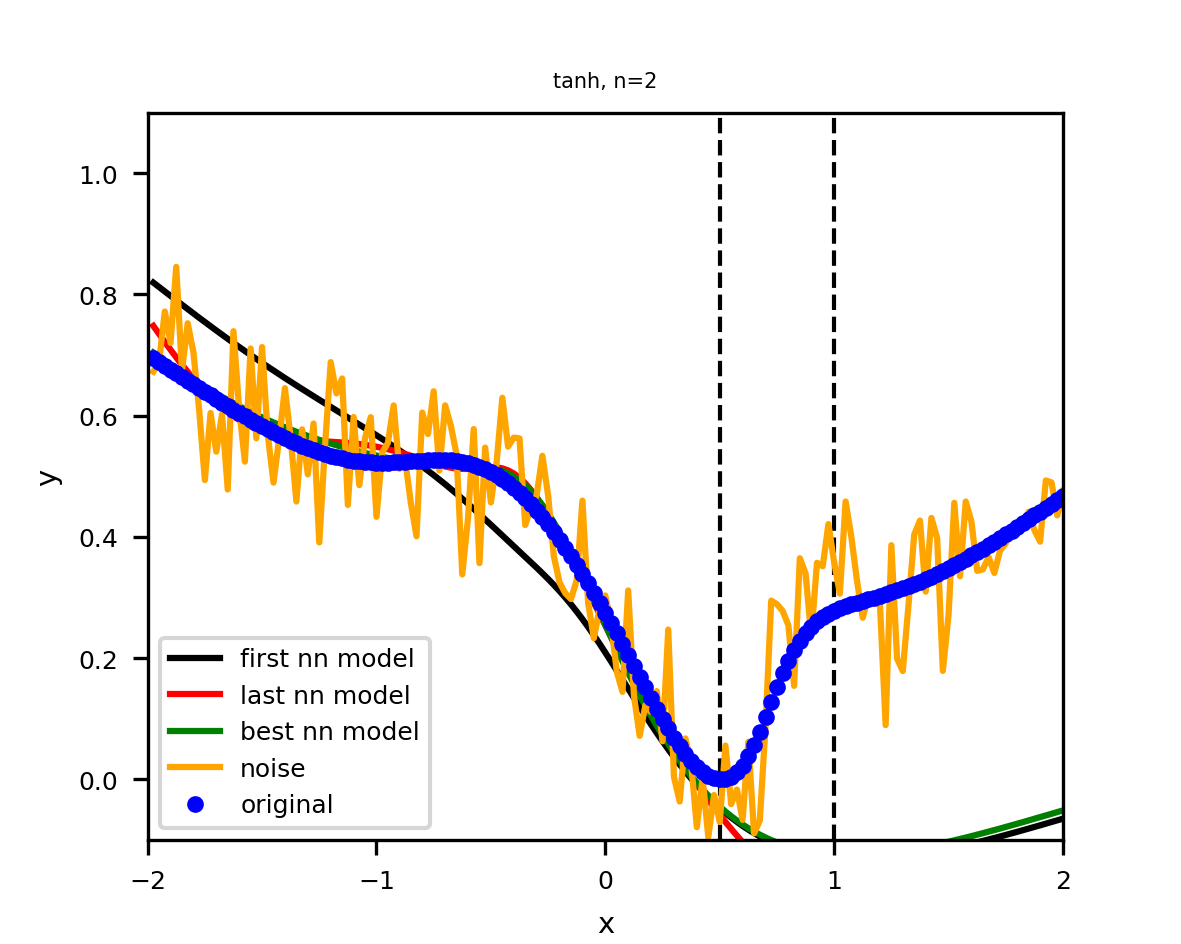 tanh, n=2
1.0
0.8
0.6
0.4
0.2
0.0
y
first nn model
last nn model
best nn model
noise
original
−2
−1
0
1
2
x